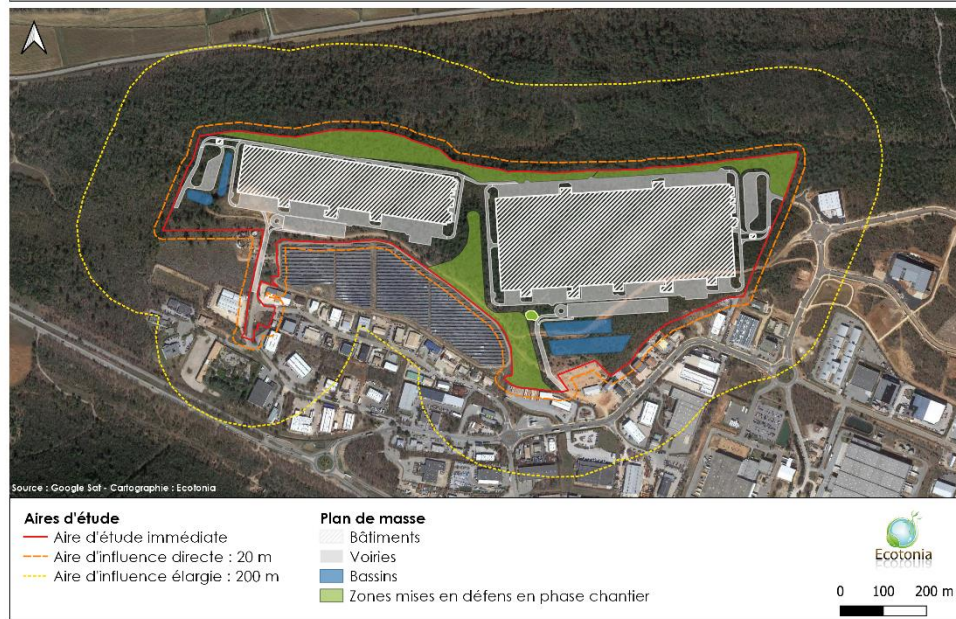 Source : Google Sat - Cartographie : Ecotonia
Aires d'étude
Aire d'étude immédiate
Aire d'influence directe : 20 m
Aire d'influence élargie : 200 m
Plan de masse
Bâtiments
Voiries
Bassins
Zones mises en défens en phase chantier
Ecotonia
0 100 200 m